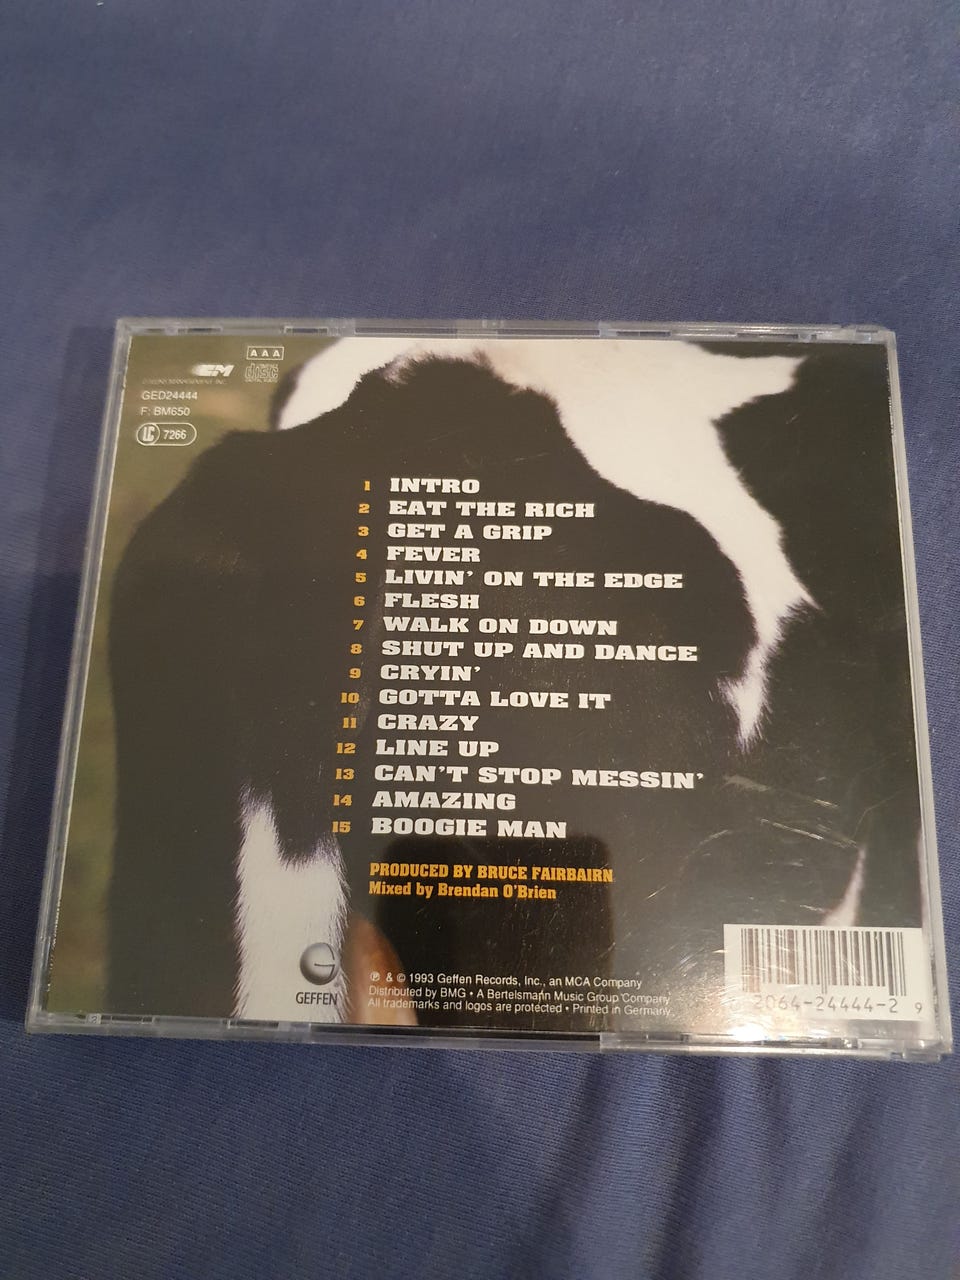 AAA
disc
GED24444
F: BM650
LC 7266
1 INTRO
2 EAT THE RICH
3 GET A GRIP
4 FEVER
5 LIVIN' ON THE EDGE
6 FLESH
7 WALK ON DOWN
8 SHUT UP AND DANCE
9 CRYIN'
10 GOTTA LOVE IT
11 CRAZY
12 LINE UP
13 CAN'T STOP MESSIN'
14 AMAZING
15 BOOGIE MAN
PRODUCED BY BRUCE FAIRBAIRN
Mixed by Brendan O'Brien
GEFFEN
℗ & © 1993 Geffen Records, Inc., an MCA Company
Distributed by BMG • A Bertelsmann Music Group Company
All trademarks and logos are protected • Printed in Germany
2064-24444-2 9